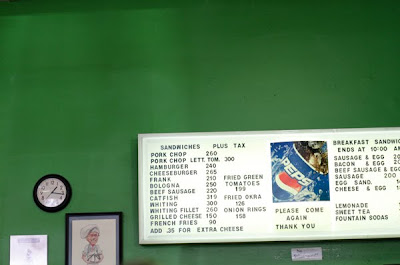 SANDWICHES PLUS TAX
PORK CHOP 260
PORK CHOP LETT. TOM. 300
HAMBURGER 240
CHEESEBURGER 265
FRANK 210
BOLOGNA 250
BEEF SAUSAGE 220
CATFISH 319
WHITING 300
WHITING FILLET 260
GRILLED CHEESE 150
FRENCH FRIES 90
ADD .35 FOR EXTRA CHEESE
FRIED GREEN
TOMATOES
199
FRIED OKRA
126
ONION RINGS
158
PEPSI
PLEASE COME
AGAIN
THANK YOU
BREAKFAST SANDWIC
ENDS AT 10:00 AM
SAUSAGE & EGG
BACON & EGG
BEEF SAUSAGE & EGG
SAUSAGE 200
EGG SAND.
CHEESE & EGG
LEMONADE
SWEET TEA
FOUNTAIN SODAS